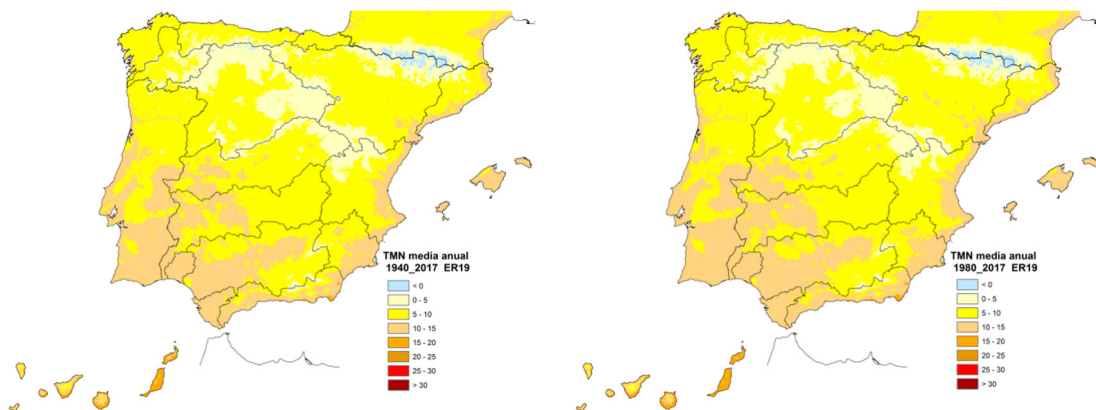 TMN media anual
1940_2017 ER19
< 0
0 - 5
5 - 10
10 - 15
15 - 20
20 - 25
25 - 30
> 30
TMN media anual
1980_2017 ER19
< 0
0 - 5
5 - 10
10 - 15
15 - 20
20 - 25
25 - 30
> 30